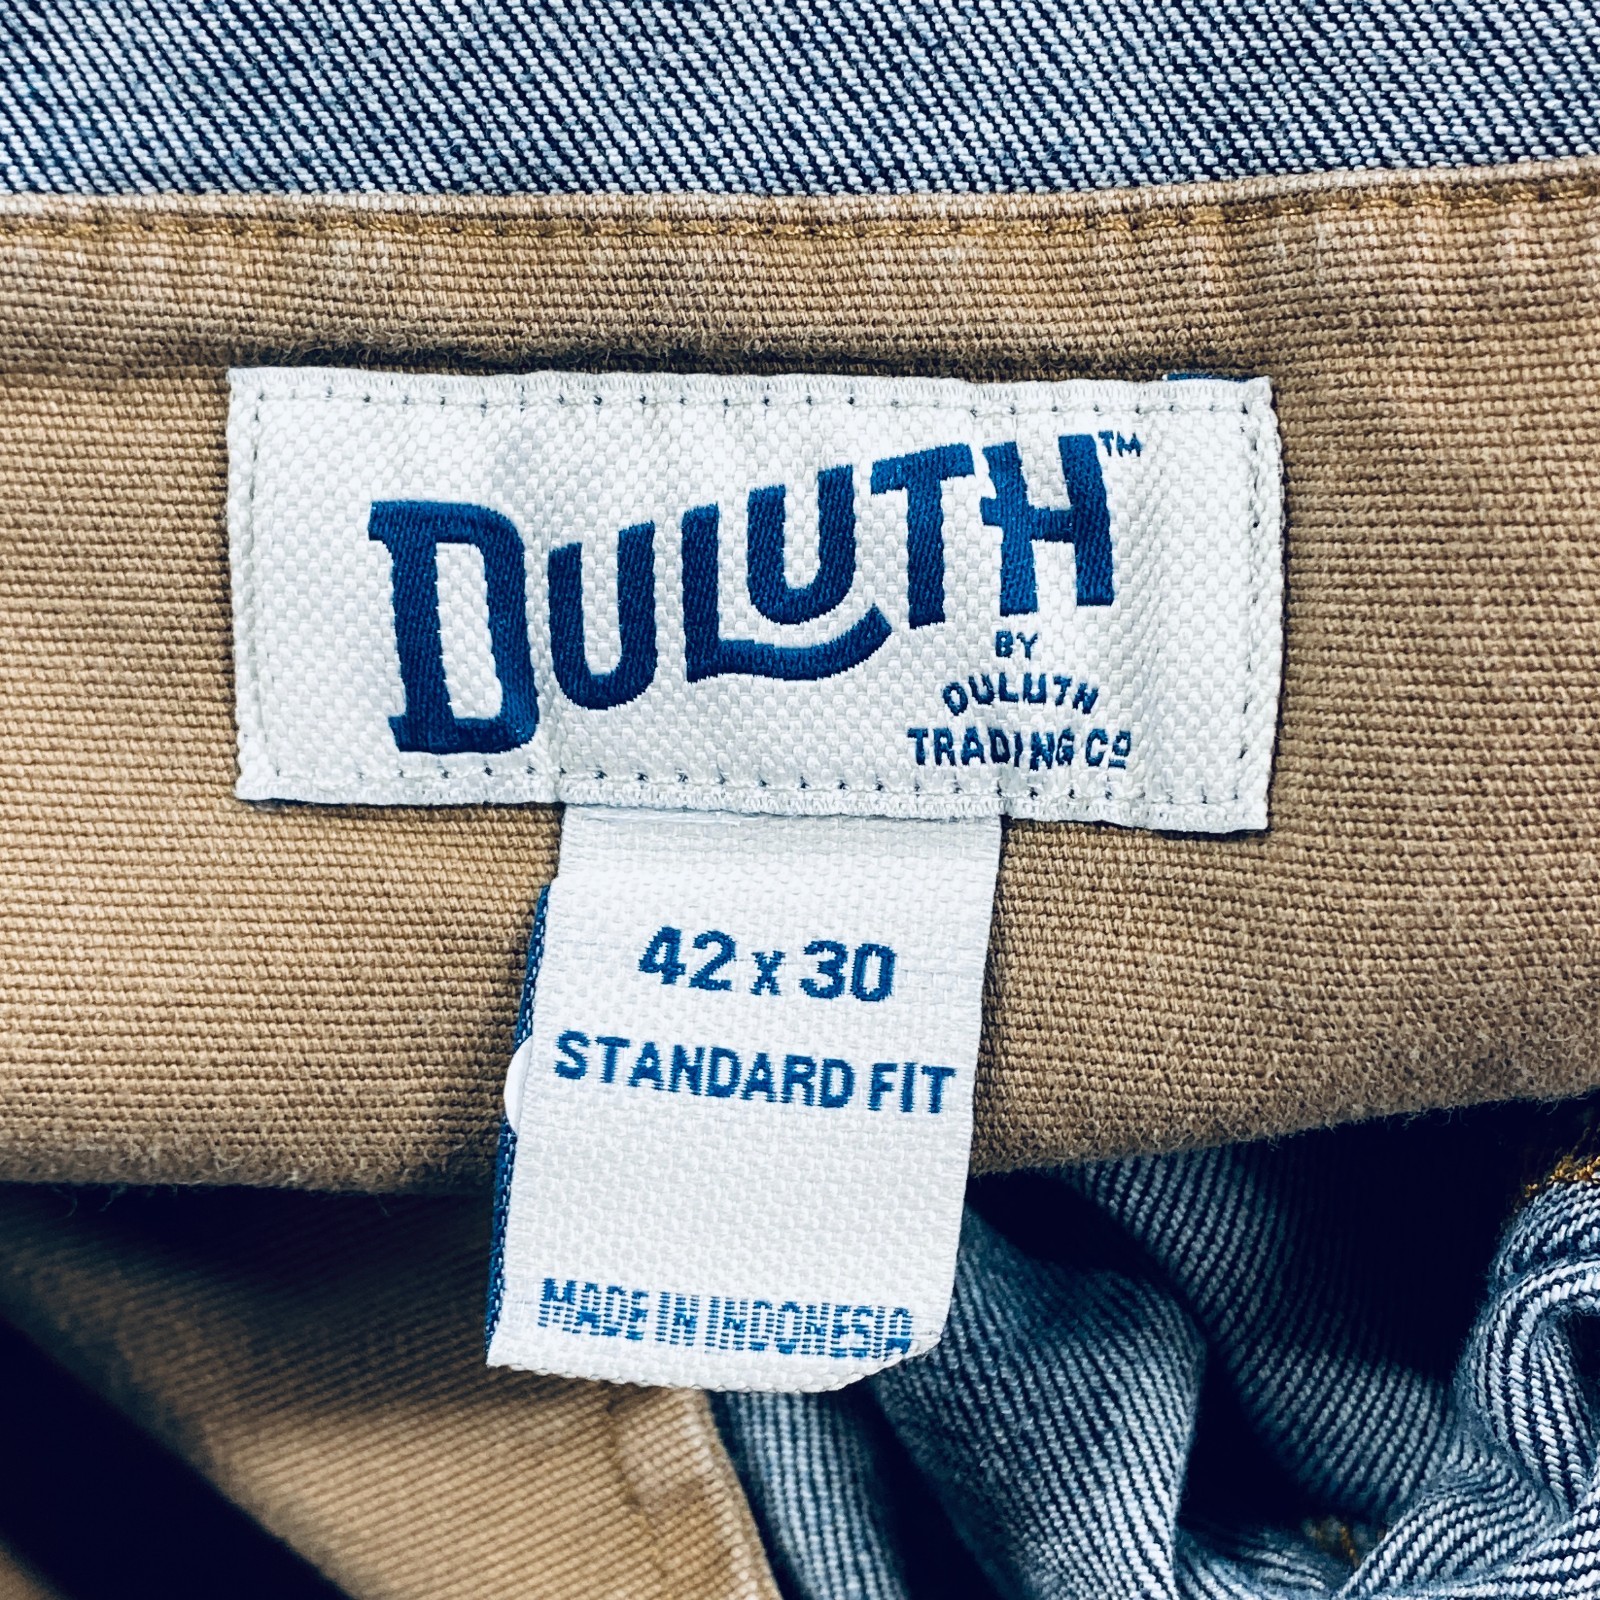 DULUTH™
BY
DULUTH
TRADING Cº
42 x 30
STANDARD FIT
MADE IN INDONESIA